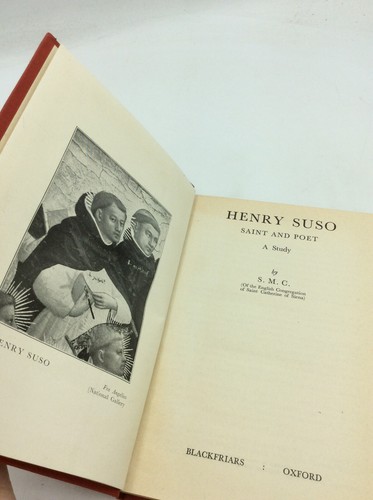 HENRY SUSO
Fra Angelico
(National Gallery
HENRY SUSO
SAINT AND POET
A Study
by
S. M. C.
(Of the English Congregation
of Saint Catherine of Siena)
BLACKFRIARS : OXFORD